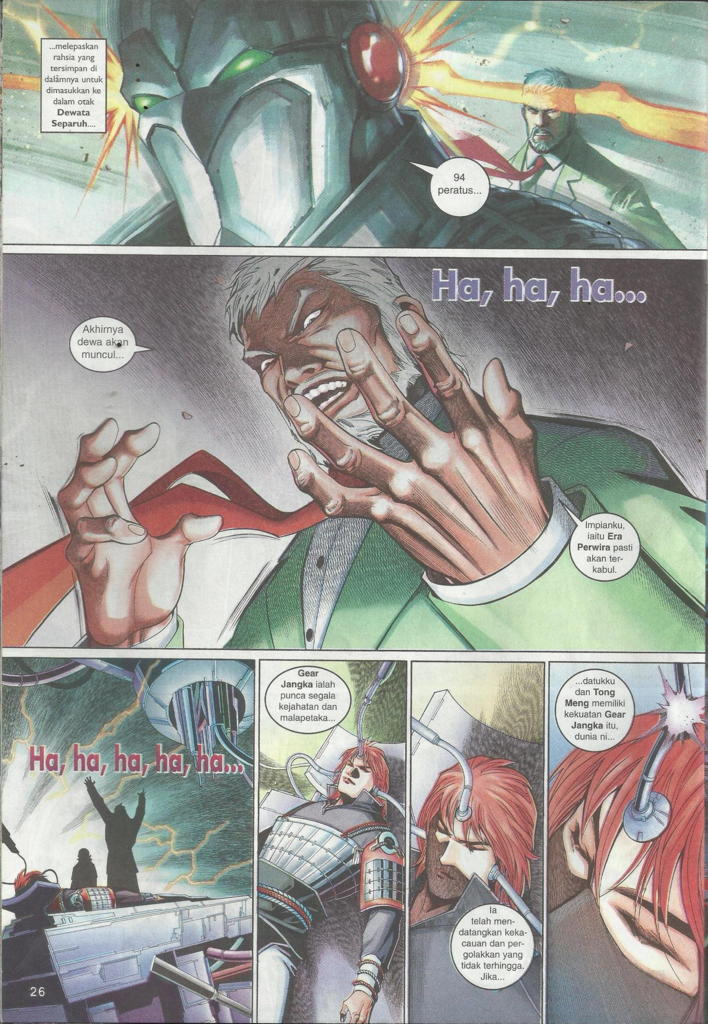 ...melepaskan
rahsia yang
tersimpan di
dalamnya untuk
dimasukkan ke
dalam otak
Dewata
Separuh....
94
peratus...
Ha, ha, ha...
Akhirnya
dewa akan
muncul...
Impianku,
iaitu Era
Perwira pasti
akan ter-
kabul.
Ha, ha, ha, ha, ha...
Gear
Jangka ialah
punca segala
kejahatan dan
malapetaka...
Ia
telah men-
datangkan keka-
cauan dan per-
golakkan yang
tidak terhingga.
Jika...
...datukku
dan Tong
Meng memiliki
kekuatan Gear
Jangka itu,
dunia ni...
26